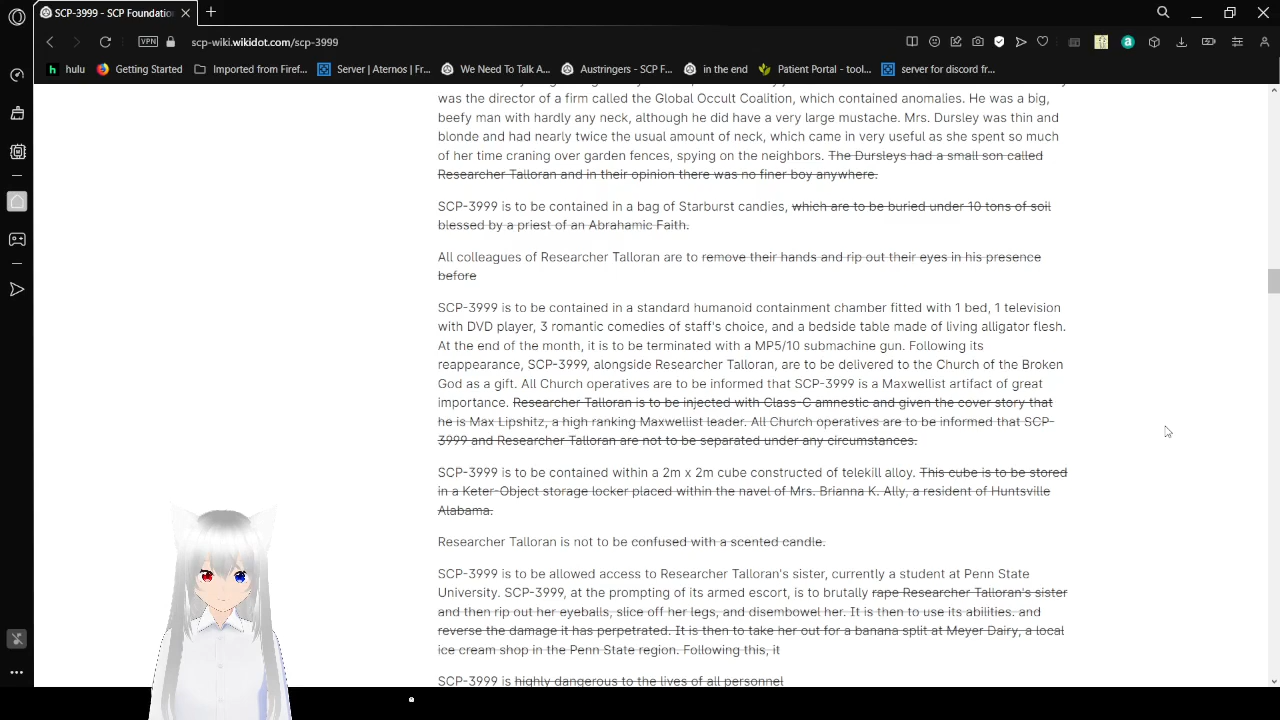 SCP-3999 - SCP Foundation
scp-wiki.wikidot.com/scp-3999
VPN
hulu
Getting Started
Imported from Firef...
Server | Aternos | Fr...
We Need To Talk A...
Austringers - SCP F...
in the end
Patient Portal - tool...
server for discord fr...
was the director of a firm called the Global Occult Coalition, which contained anomalies. He was a big,
beefy man with hardly any neck, although he did have a very large mustache. Mrs. Dursley was thin and
blonde and had nearly twice the usual amount of neck, which came in very useful as she spent so much
of her time craning over garden fences, spying on the neighbors. The Dursleys had a small son called
Researcher Talloran and in their opinion there was no finer boy anywhere.
SCP-3999 is to be contained in a bag of Starburst candies, which are to be buried under 10 tons of soil
blessed by a priest of an Abrahamic Faith.
All colleagues of Researcher Talloran are to remove their hands and rip out their eyes in his presence
before
SCP-3999 is to be contained in a standard humanoid containment chamber fitted with 1 bed, 1 television
with DVD player, 3 romantic comedies of staff's choice, and a bedside table made of living alligator flesh.
At the end of the month, it is to be terminated with a MP5/10 submachine gun. Following its
reappearance, SCP-3999, alongside Researcher Talloran, are to be delivered to the Church of the Broken
God as a gift. All Church operatives are to be informed that SCP-3999 is a Maxwellist artifact of great
importance. Researcher Talloran is to be injected with Class-C amnestic and given the cover story that
he is Max Lipshitz, a high ranking Maxwellist leader. All Church operatives are to be informed that SCP-
3999 and Researcher Talloran are not to be separated under any circumstances.
SCP-3999 is to be contained within a 2m x 2m cube constructed of telekill alloy. This cube is to be stored
in a Keter-Object storage locker placed within the navel of Mrs. Brianna K. Ally, a resident of Huntsville
Alabama.
Researcher Talloran is not to be confused with a scented candle.
SCP-3999 is to be allowed access to Researcher Talloran's sister, currently a student at Penn State
University. SCP-3999, at the prompting of its armed escort, is to brutally rape Researcher Talloran's sister
and then rip out her eyeballs, slice off her legs, and disembowel her. It is then to use its abilities. and
reverse the damage it has perpetrated. It is then to take her out for a banana split at Meyer Dairy, a local
ice cream shop in the Penn State region. Following this, it
SCP-3999 is highly dangerous to the lives of all personnel